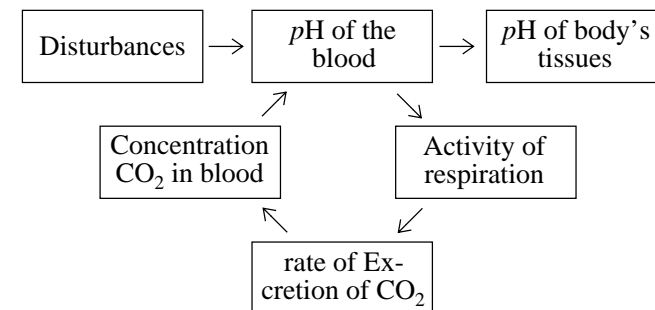 Disturbances
pH of the
blood
pH of body's
tissues
Concentration
CO₂ in blood
Activity of
respiration
rate of Ex-
cretion of CO₂